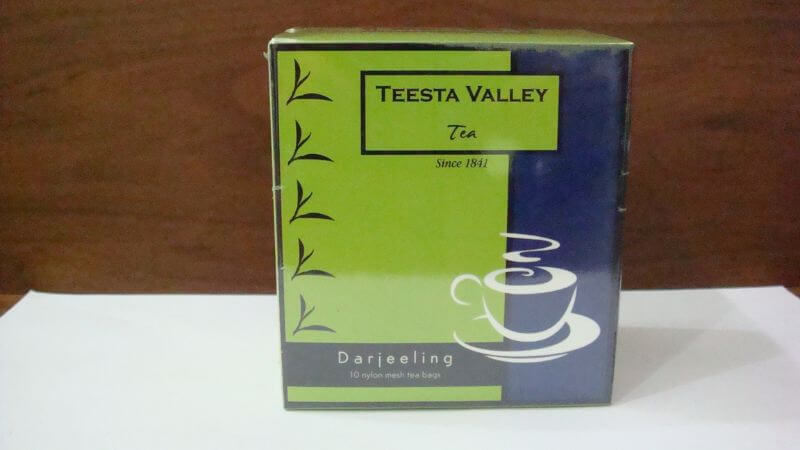 TEESTA VALLEY
Tea
Since 1841
Darjeeling
10 nylon mesh tea bags